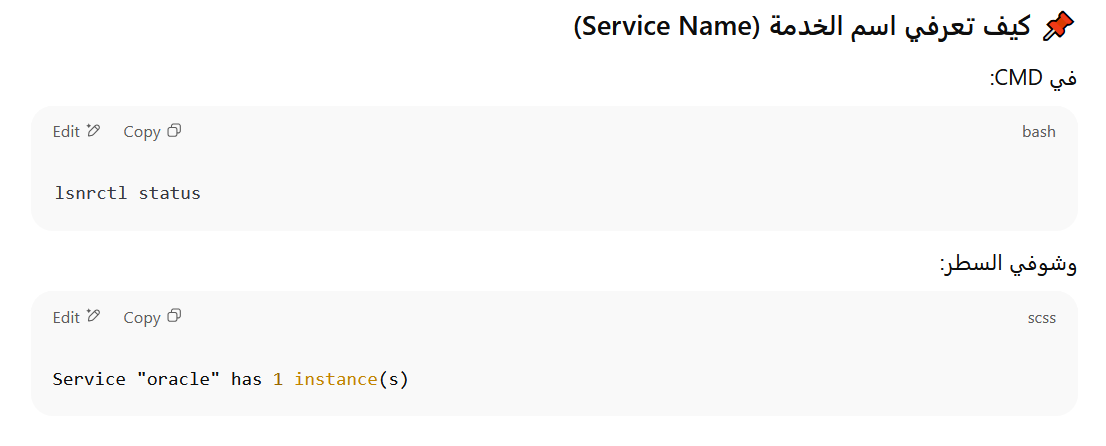 📌 كيف تعرفي اسم الخدمة (Service Name)
في CMD:
bash
Copy
Edit
lsnrctl status
وشوفي السطر:
scss
Copy
Edit
Service "oracle" has 1 instance(s)